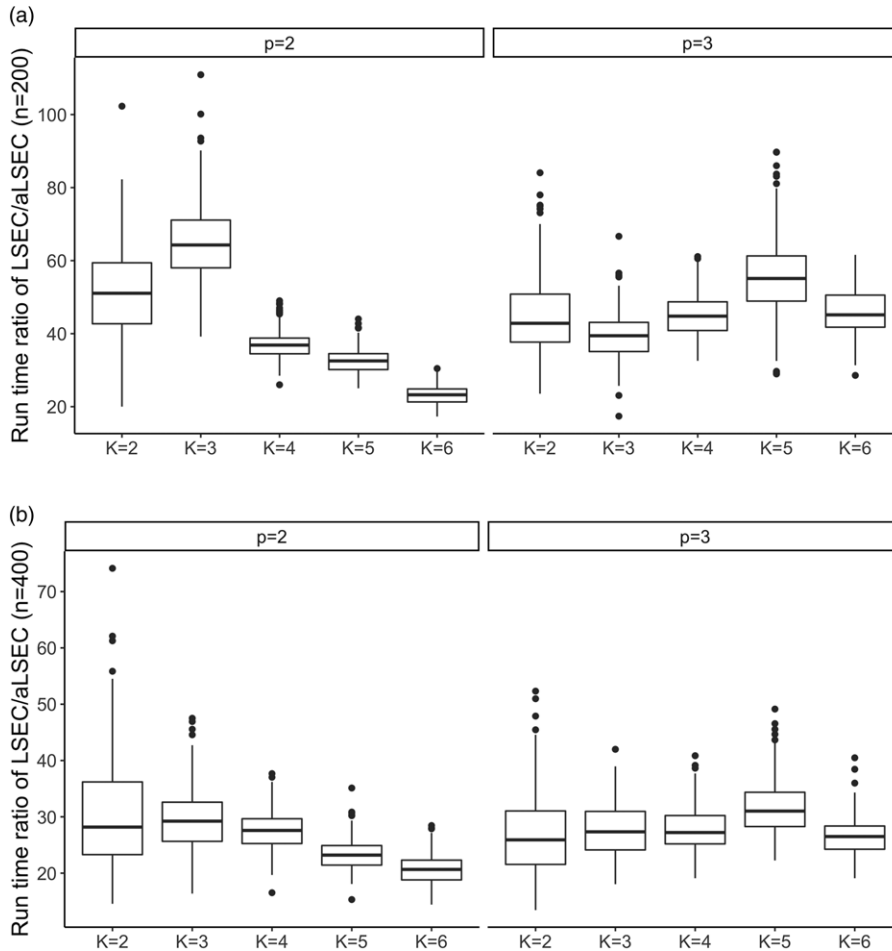 (a)
p=2
p=3
Run time ratio of LSEC/aLSEC (n=200)
100
80
60
40
20
K=2
K=3
K=4
K=5
K=6
K=2
K=3
K=4
K=5
K=6
(b)
p=2
p=3
Run time ratio of LSEC/aLSEC (n=400)
70
60
50
40
30
20
K=2
K=3
K=4
K=5
K=6
K=2
K=3
K=4
K=5
K=6